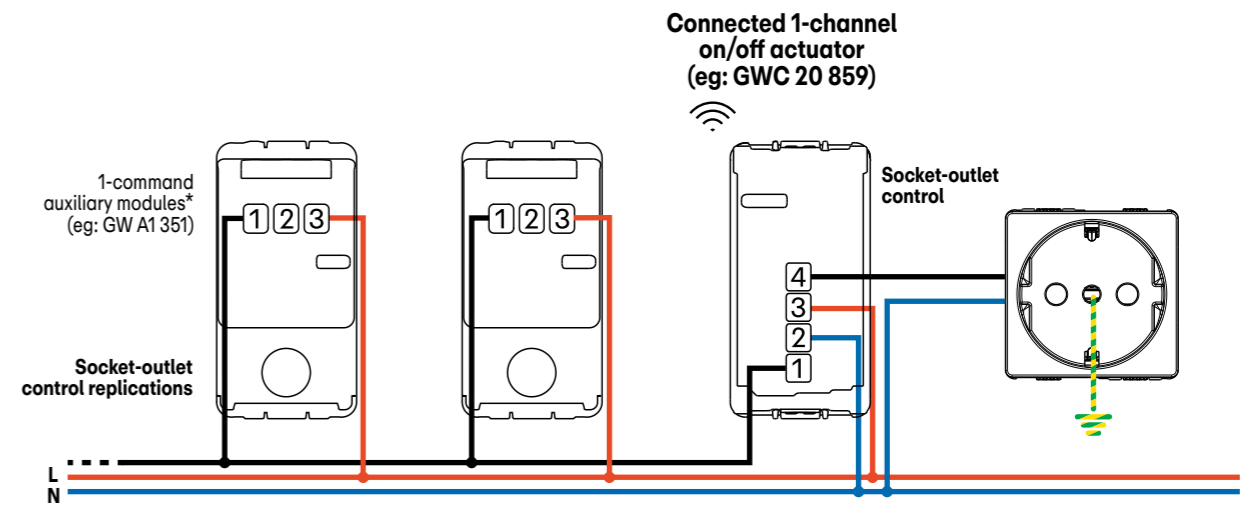 Connected 1-channel
on/off actuator
(eg: GWC 20 859)
1-command
auxiliary modules*
(eg: GW A1 351)
1 2 3
1 2 3
Socket-outlet
control
4
3
2
1
Socket-outlet
control replications
L
N